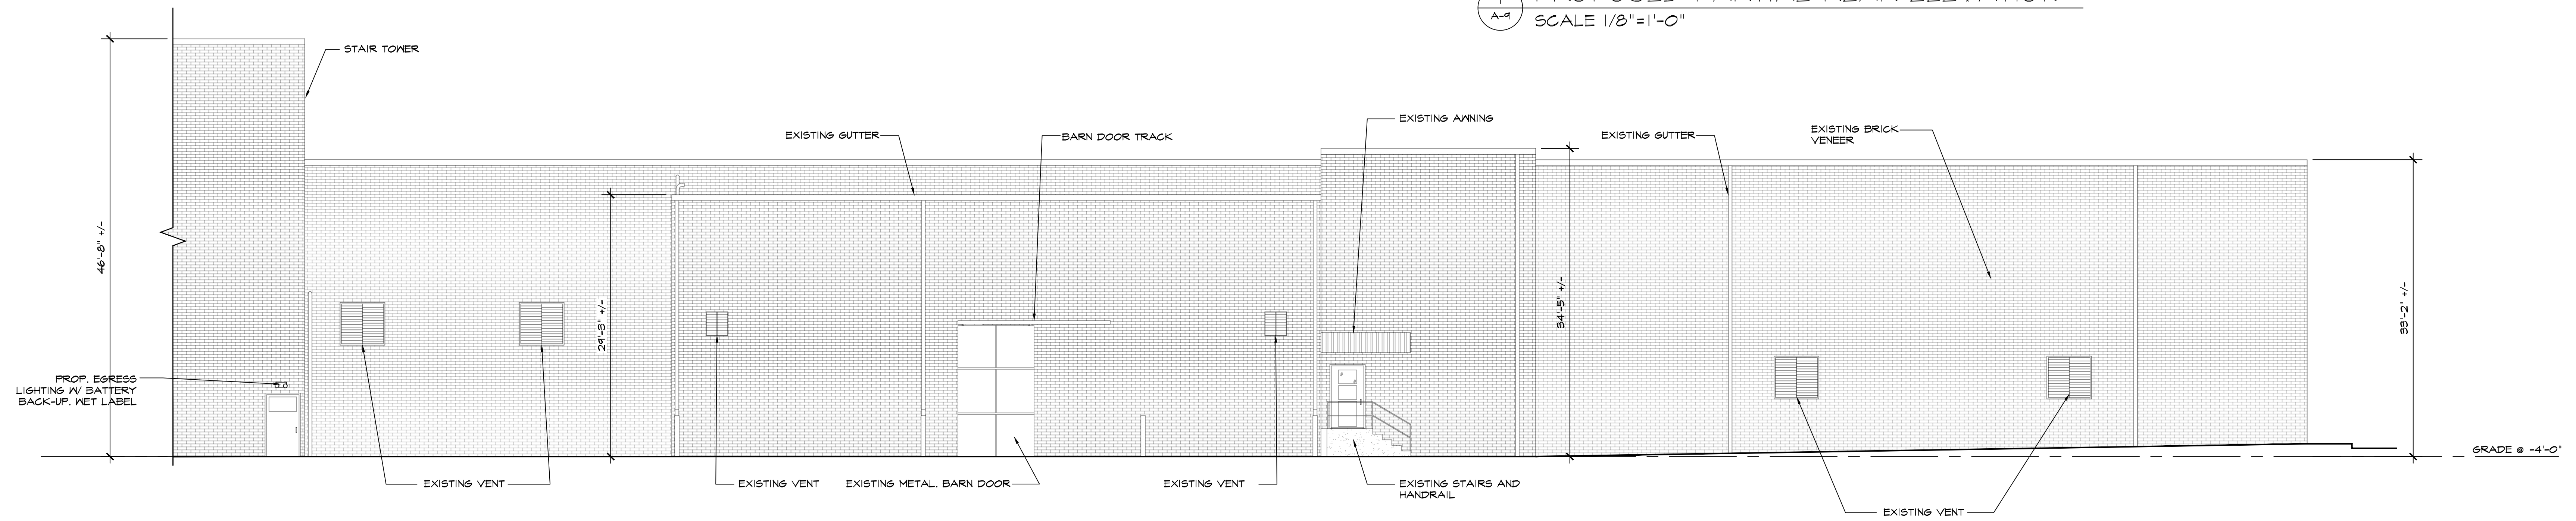 A-9
SCALE 1/8"=1'-0"
STAIR TOWER
EXISTING GUTTER
BARN DOOR TRACK
EXISTING AWNING
EXISTING GUTTER
EXISTING BRICK
VENEER
46'-8" +/-
29'-3" +/-
34'-5" +/-
33'-2" +/-
PROP. EGRESS
LIGHTING W/ BATTERY
BACK-UP. WET LABEL
GRADE @ -4'-0"
EXISTING VENT
EXISTING VENT
EXISTING METAL. BARN DOOR
EXISTING VENT
EXISTING STAIRS AND
HANDRAIL
EXISTING VENT